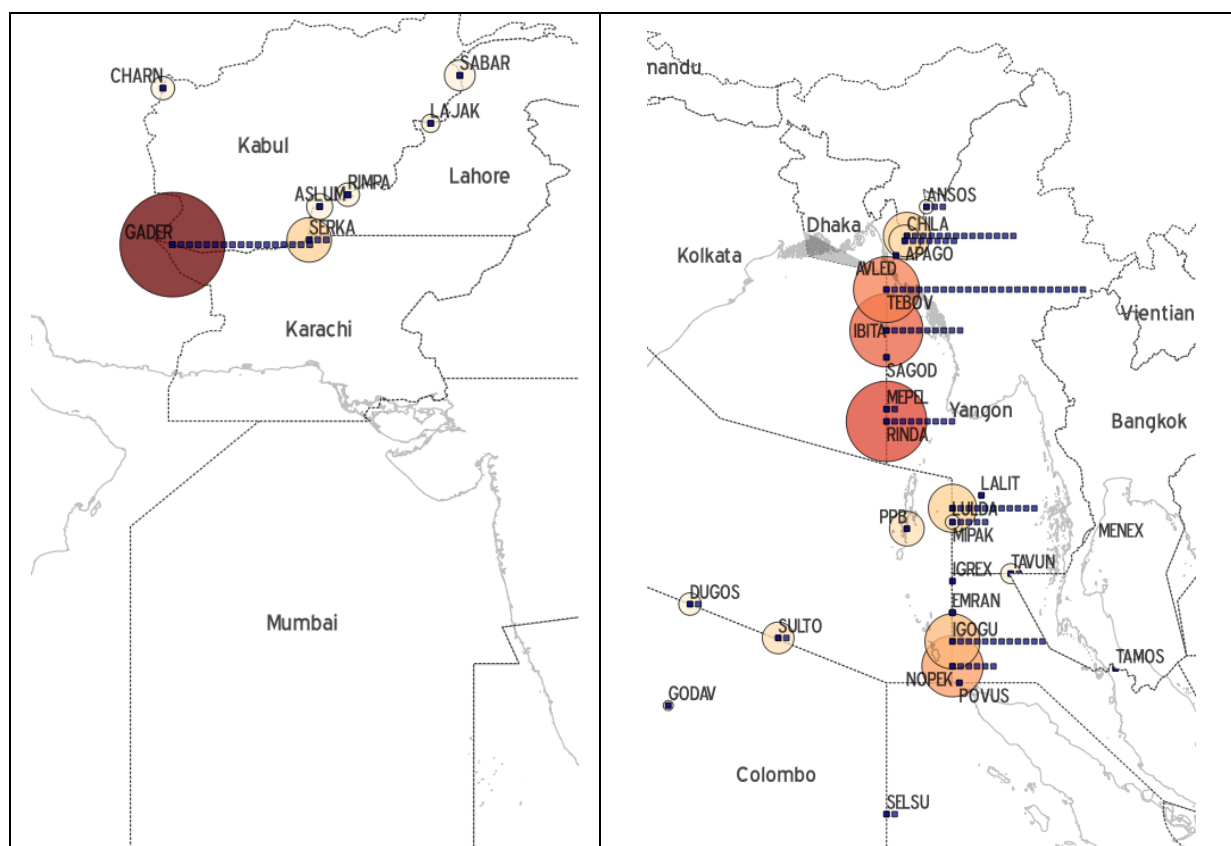 CHARN
SABAR
LAJAK
Kabul
Lahore
RIMPA
ASLUM
GADER
SERKA
Karachi
Mumbai
mandu
ANSOS
Dhaka
CHILA
Kolkata
APAGO
AVLED
TEBOV
Vientian
IBITA
SAGOD
MEPEL
Yangon
Bangkok
RINDA
LALIT
LULDA
PPB
MIPAK
MENEX
IGREX
TAVUN
DUGOS
EMRAN
SULTO
IGOGU
NOPEK
TAMOS
GODAV
POVUS
Colombo
SELSU